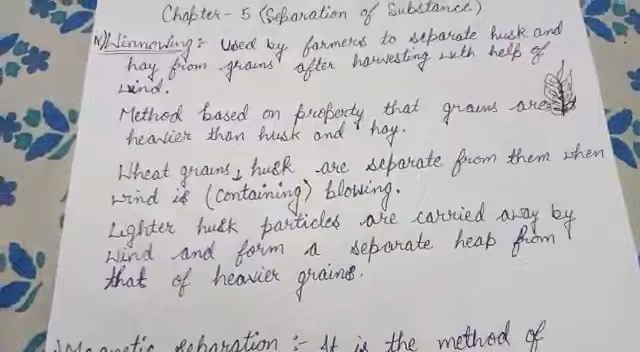 Chapter - 5 (Separation of Substance)
Winnowing :- Used by farmers to separate husk and
hay from grains after harvesting with help of
wind.
Method based on property that grains are
heavier than husk and hay.
Wheat grains, husk are separate from them when
wind is (containing) blowing.
Lighter husk particles are carried away by
wind and form a separate heap from
that of heavier grains.
Magnetic separation :- It is the method of